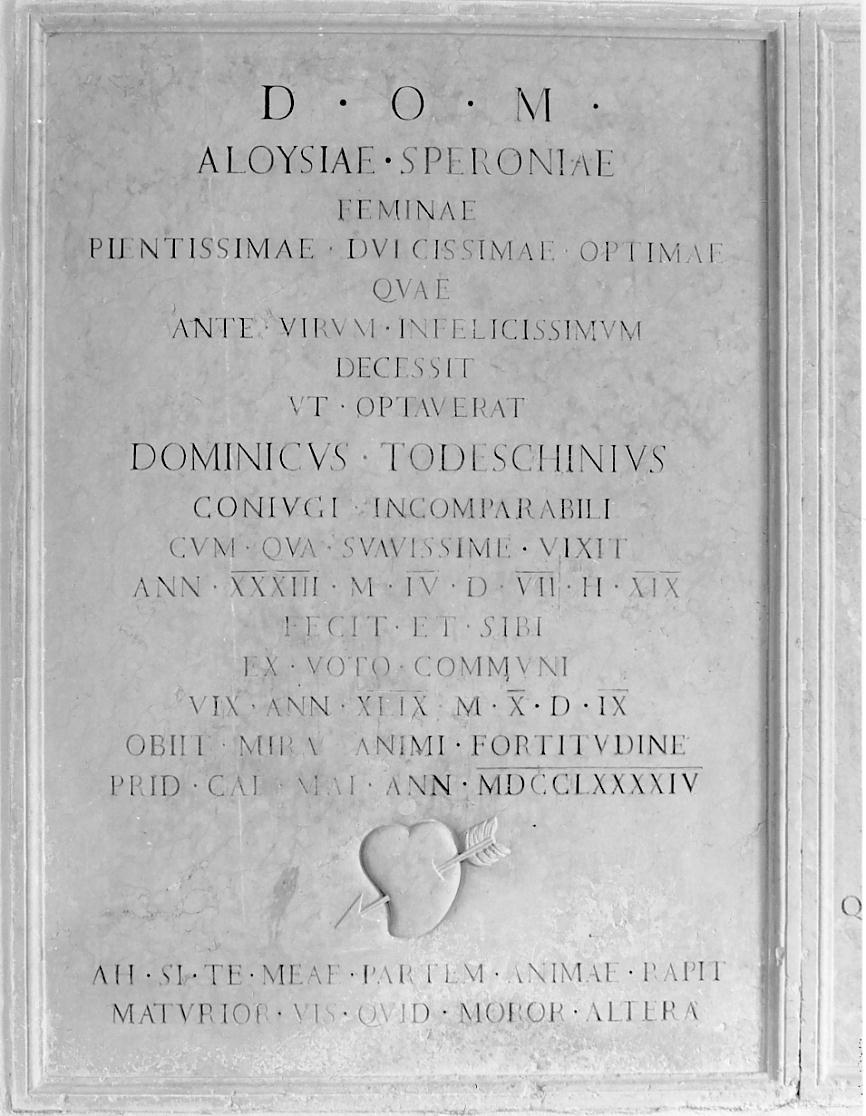 D · O · M ·
ALOYSIAE · SPERONIAE
FEMINAE
PIENTISSIMAE · DVLCISSIMAE · OPTIMAE
QVAE
ANTE · VIRVM · INFELICISSIMVM
DECESSIT
VT · OPTAVERAT
DOMINICVS · TODESCHINIVS
CONIVGI · INCOMPARABILI
CVM · QVA · SVAVISSIME · VIXIT
ANN · XXXIII · M · IV · D · VII · H · XIX
FECIT · ET · SIBI
EX · VOTO · COMMVNI
VIX · ANN · XLIX M · X · D · IX
OBIIT · MIRA ANIMI · FORTITVDINE
PRID · CAL · MAI · ANN · MDCCLXXXXIV
AH · SI · TE · MEAE · PARTEM · ANIMAE · RAPIT
MATVRIOR · VIS · QVID · MOROR · ALTERA
Q